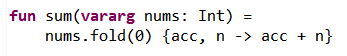 fun sum(vararg nums: Int) =
    nums.fold(0) {acc, n -> acc + n}